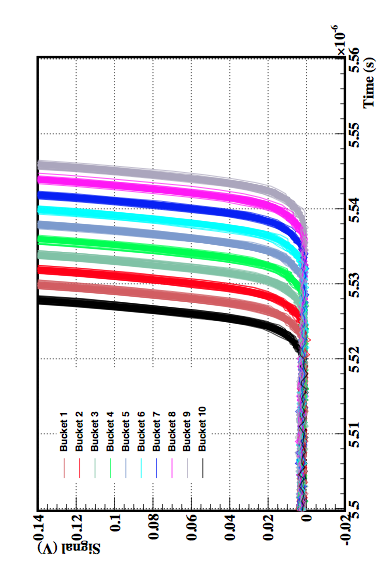 Signal (V)
0.14
0.12
0.1
0.08
0.06
0.04
0.02
0
-0.02
Bucket 1
Bucket 2
Bucket 3
Bucket 4
Bucket 5
Bucket 6
Bucket 7
Bucket 8
Bucket 9
Bucket 10
5.5
5.51
5.52
5.53
5.54
5.55
5.56
×10⁻⁶
Time (s)